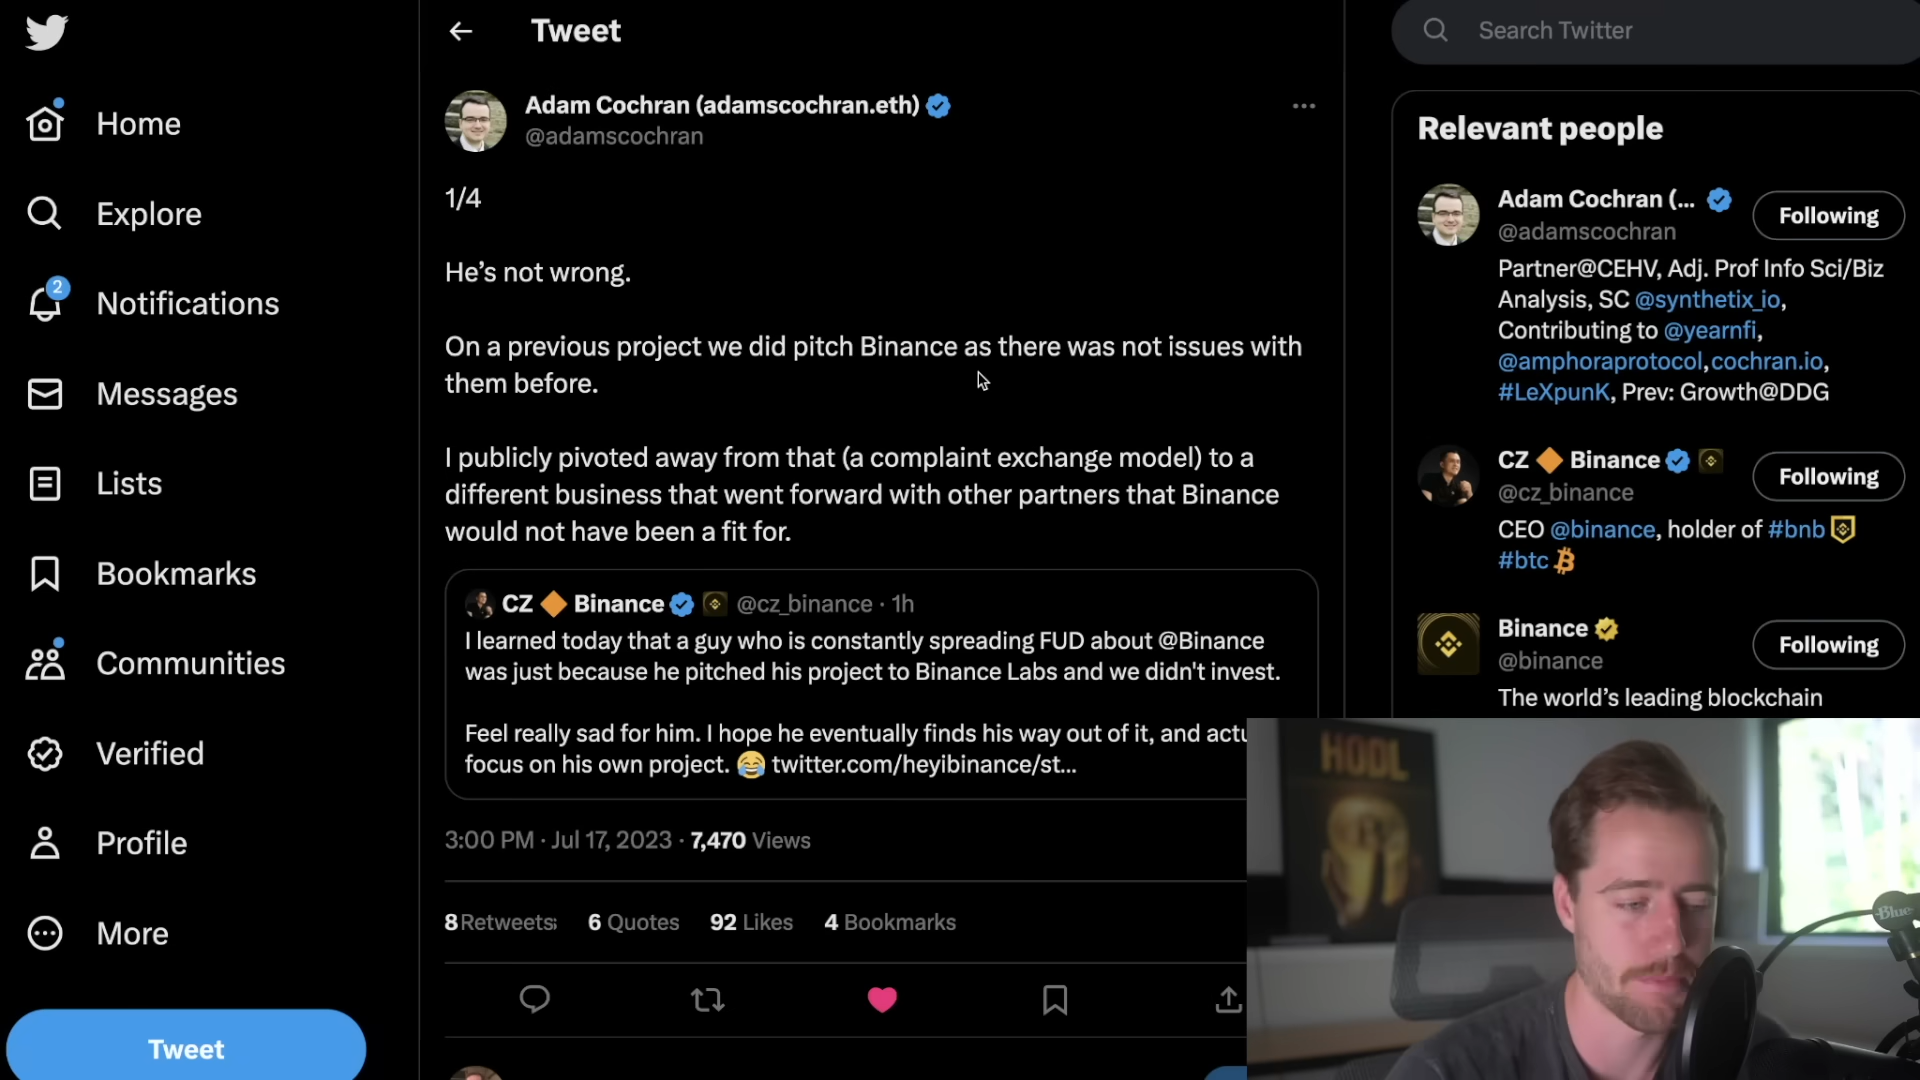 Home
Explore
2
Notifications
Messages
Lists
Bookmarks
Communities
Verified
Profile
More
Tweet
Tweet
Adam Cochran (adamscochran.eth)
@adamscochran
1/4
He's not wrong.
On a previous project we did pitch Binance as there was not issues with
them before.
I publicly pivoted away from that (a complaint exchange model) to a
different business that went forward with other partners that Binance
would not have been a fit for.
CZ 🔶 Binance @cz_binance · 1h
I learned today that a guy who is constantly spreading FUD about @Binance
was just because he pitched his project to Binance Labs and we didn't invest.
Feel really sad for him. I hope he eventually finds his way out of it, and actu
focus on his own project. 😂 twitter.com/heyibinance/st...
3:00 PM · Jul 17, 2023 · 7,470 Views
8 Retweets 6 Quotes 92 Likes 4 Bookmarks
Search Twitter
Relevant people
Adam Cochran (...
@adamscochran
Following
Partner@CEHV, Adj. Prof Info Sci/Biz
Analysis, SC @synthetix_io,
Contributing to @yearnfi,
@amphoraprotocol,cochran.io,
#LeXpunK, Prev: Growth@DDG
CZ 🔶 Binance
@cz_binance
Following
CEO @binance, holder of #bnb
#btc
Binance
@binance
Following
The world's leading blockchain
HODL
Blue